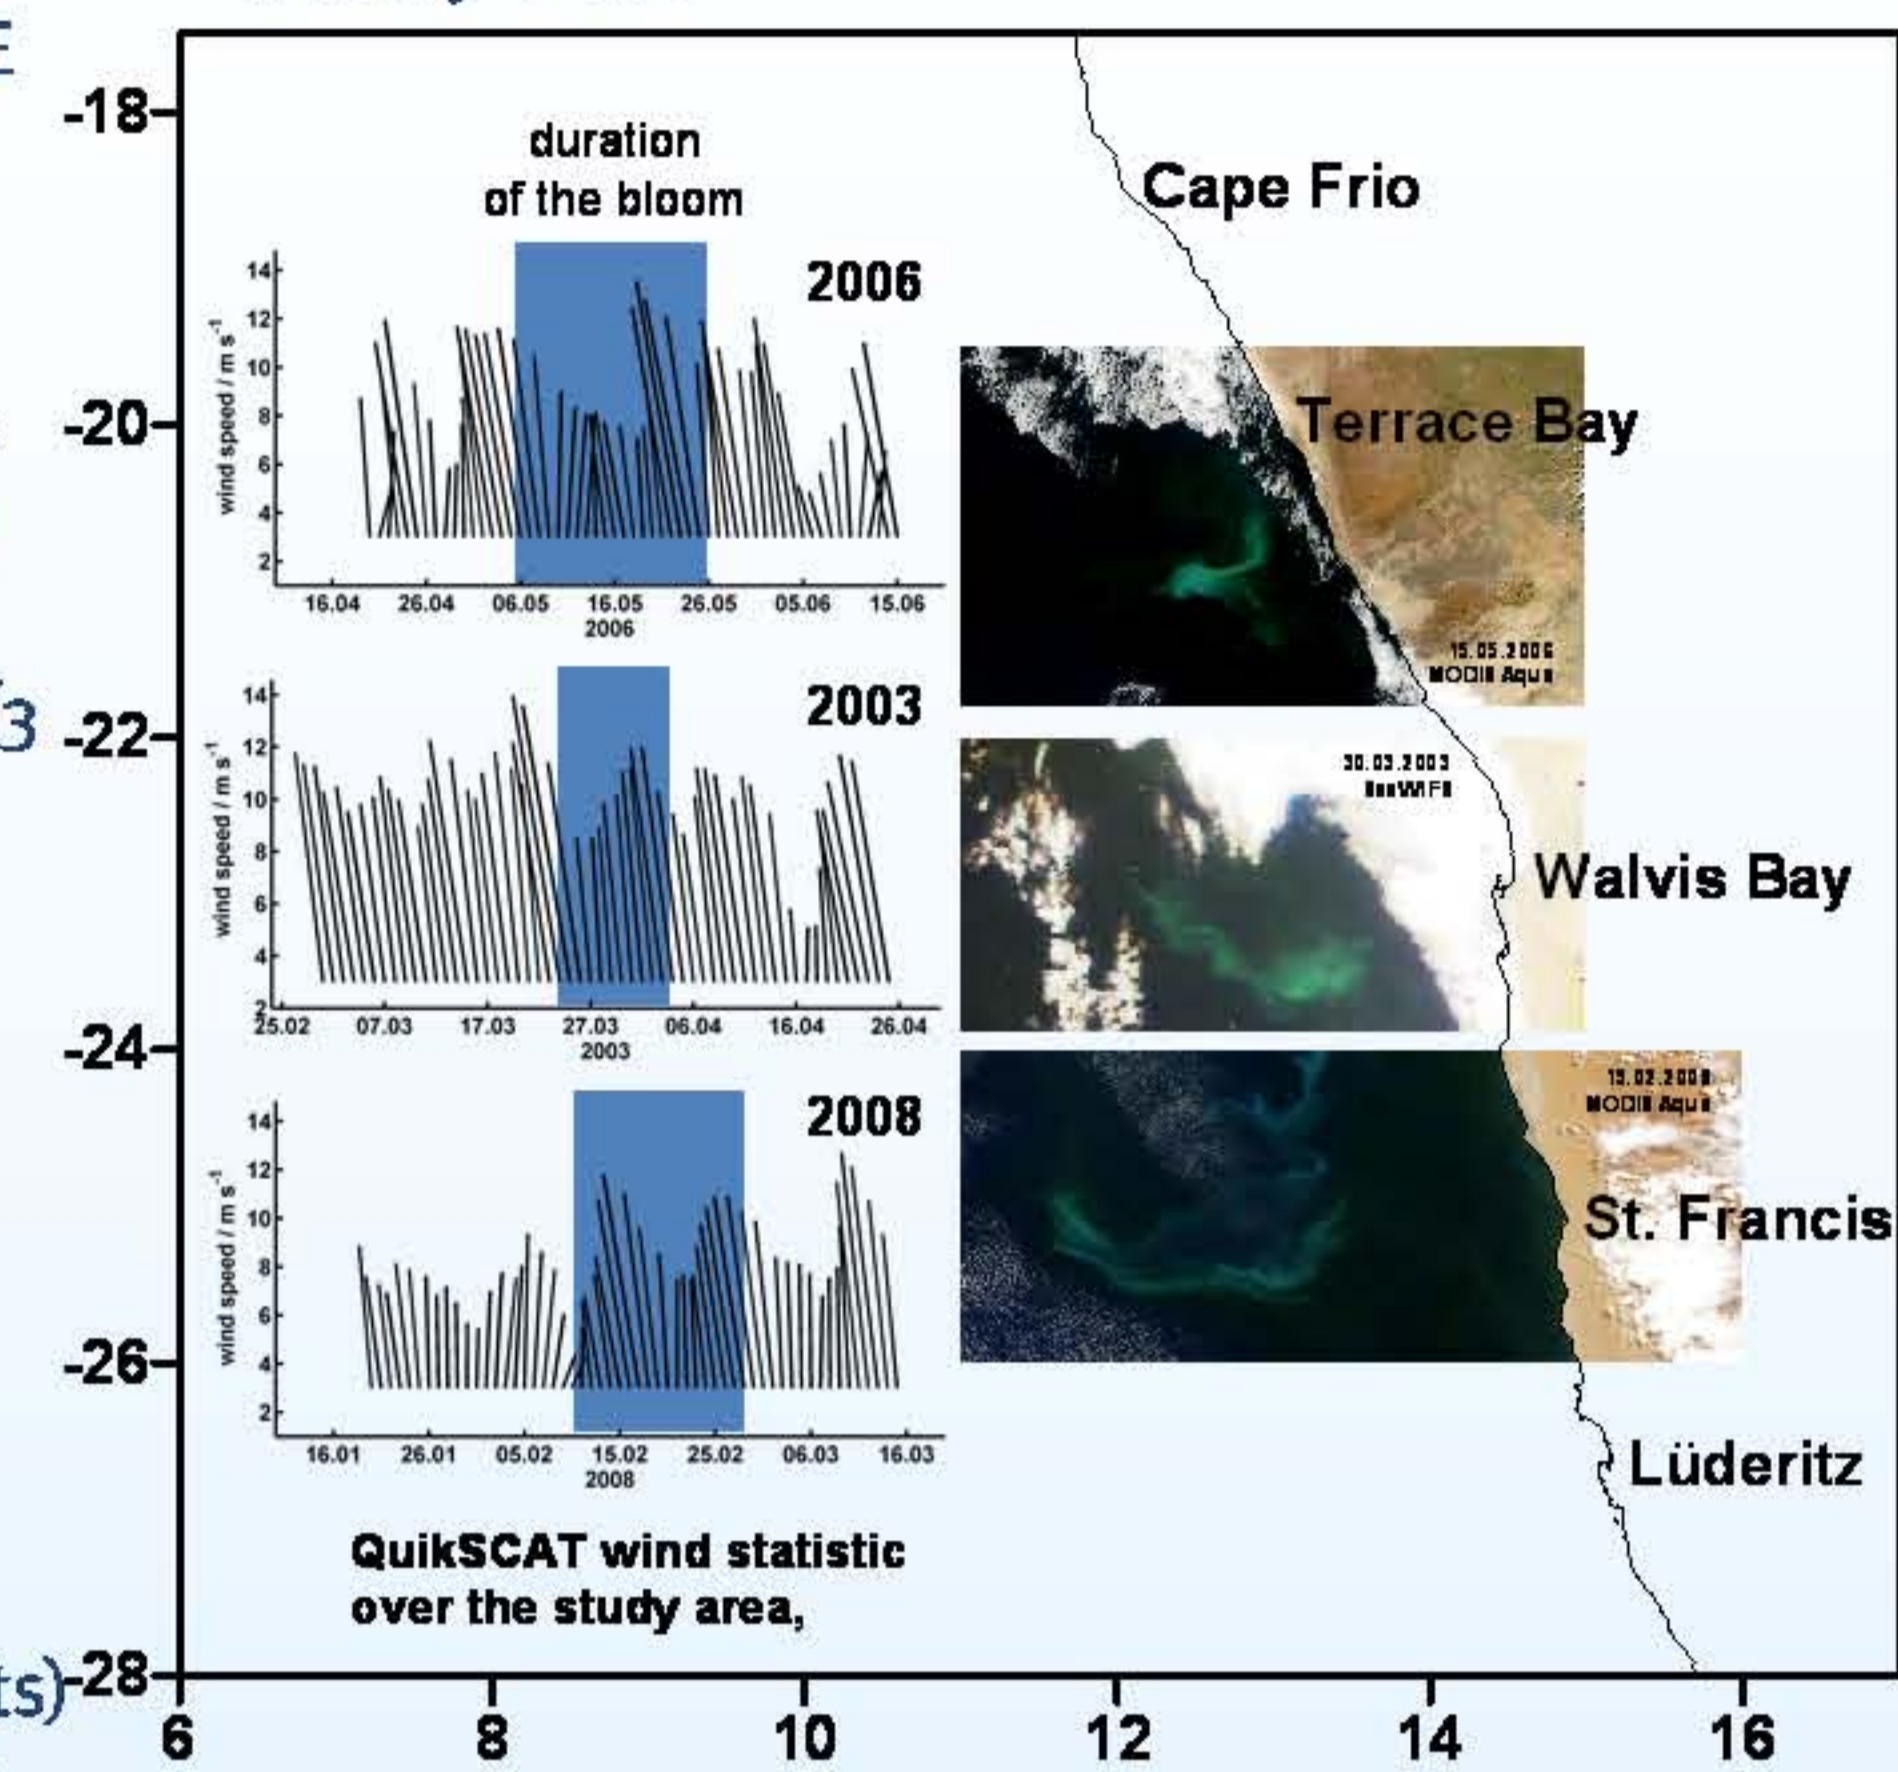 -18
duration
of the bloom
Cape Frio
2006
14
12
10
8
6
4
2
wind speed / m s-1
16.04 26.04 06.05 16.05 26.05 05.06 15.06
2006
Terrace Bay
15.05.2006
MODIS Aqua
-20
2003
14
12
10
8
6
4
2
wind speed / m s-1
25.02 07.03 17.03 27.03 06.04 16.04 26.04
2003
3
-22
30.03.2003
SeaWiFS
Walvis Bay
-24
2008
14
12
10
8
6
4
2
wind speed / m s-1
16.01 26.01 05.02 15.02 25.02 06.03 16.03
2008
MODIS Aqua
St. Francis
-26
Lüderitz
QuikSCAT wind statistic
over the study area,
ts)
-28
6 8 10 12 14 16